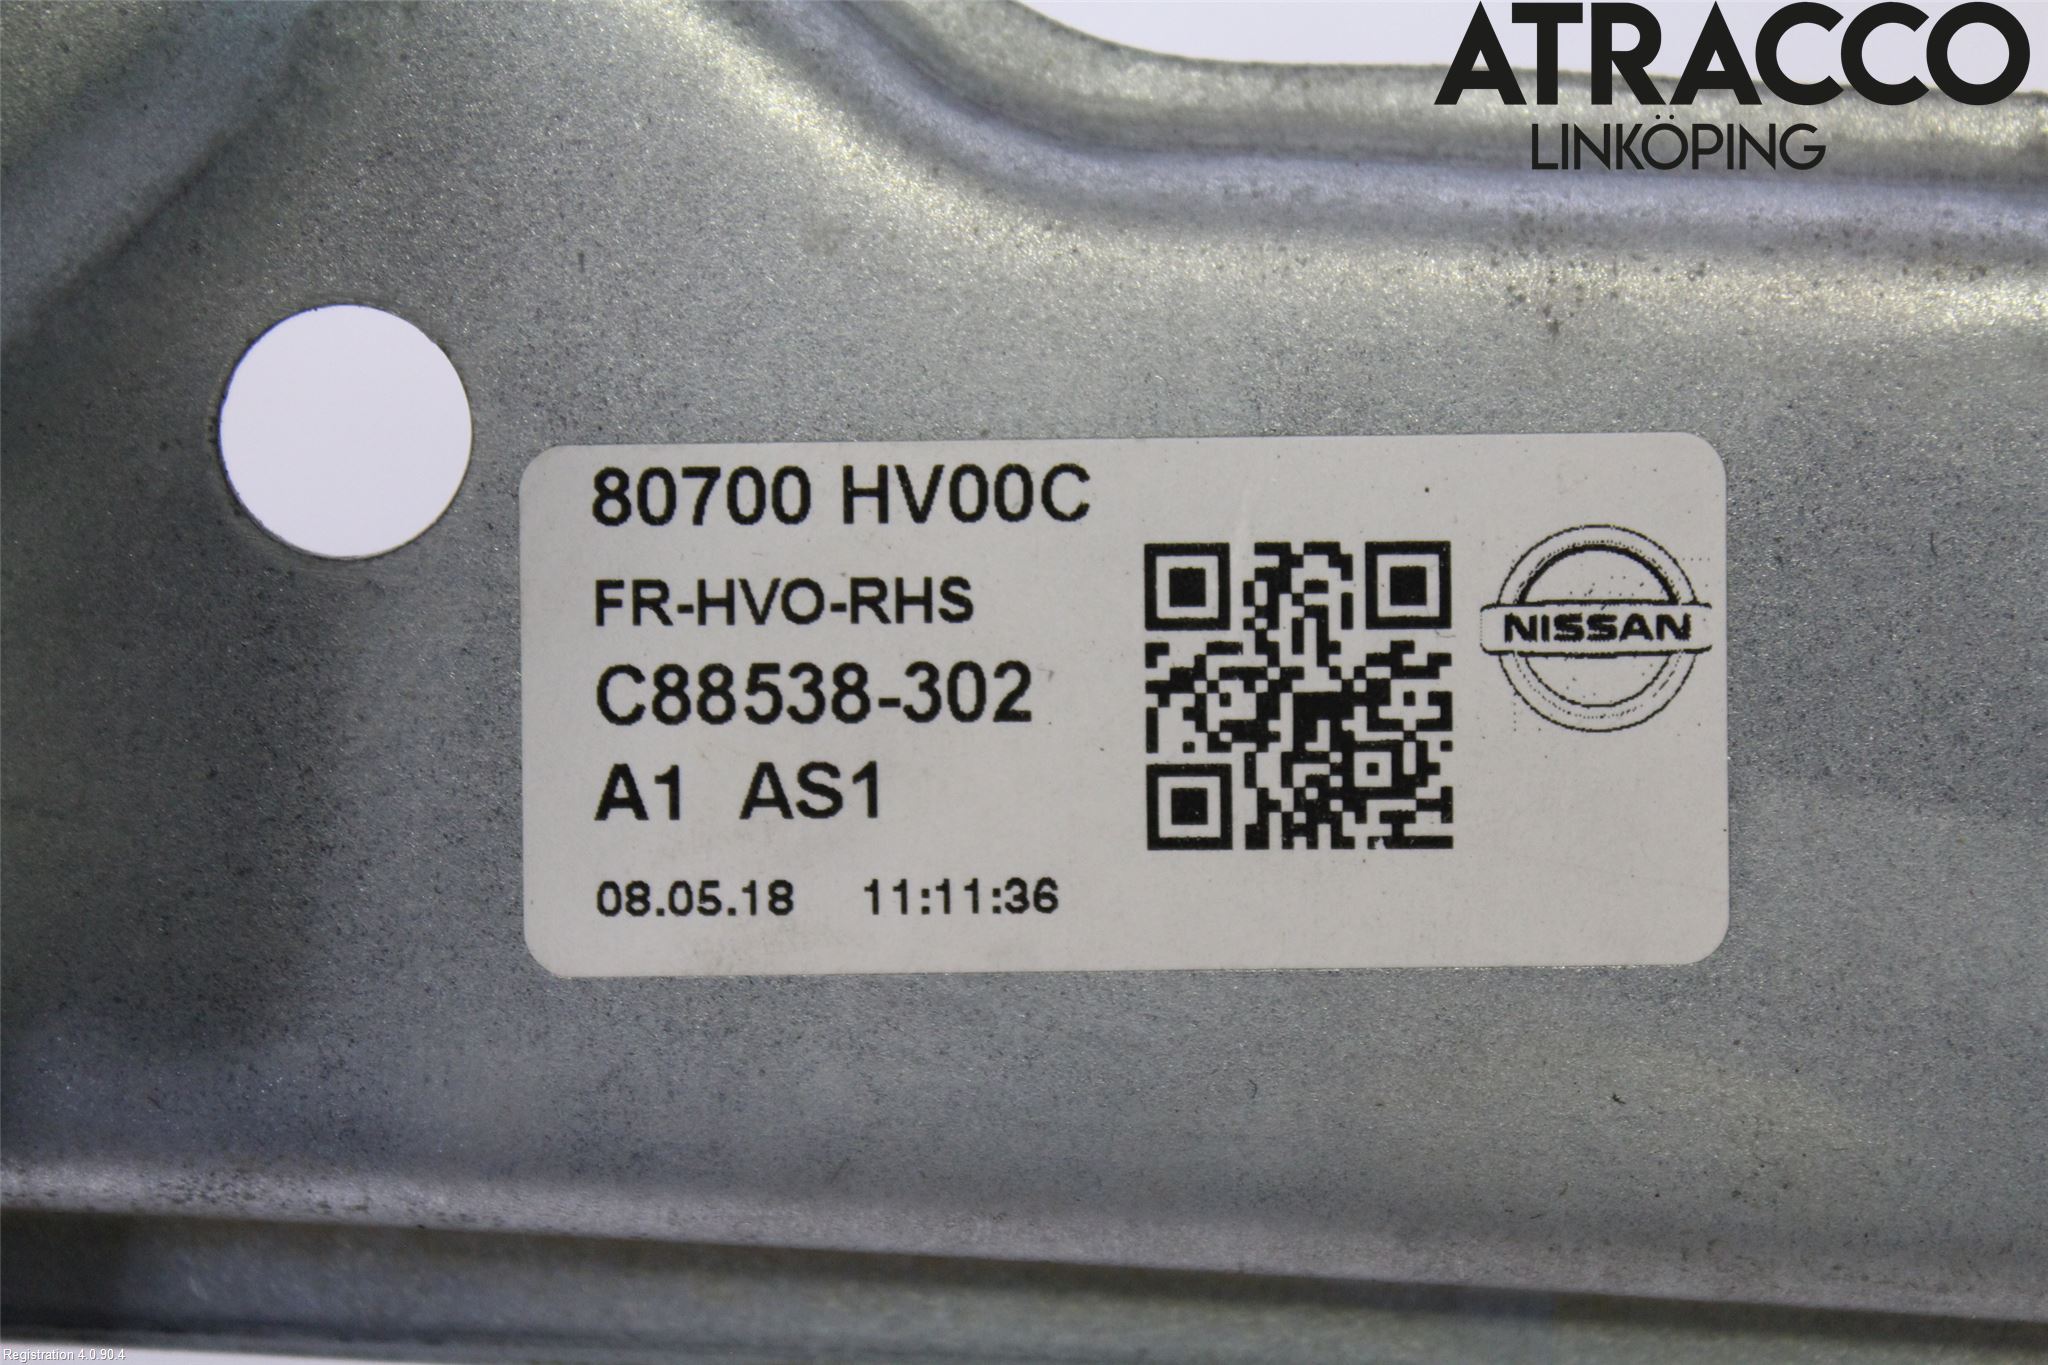 ATRACCO
LINKÖPING
80700 HV00C
FR-HVO-RHS
C88538-302
A1 AS1
08.05.18 11:11:36
NISSAN
Registration 4.0.90.4